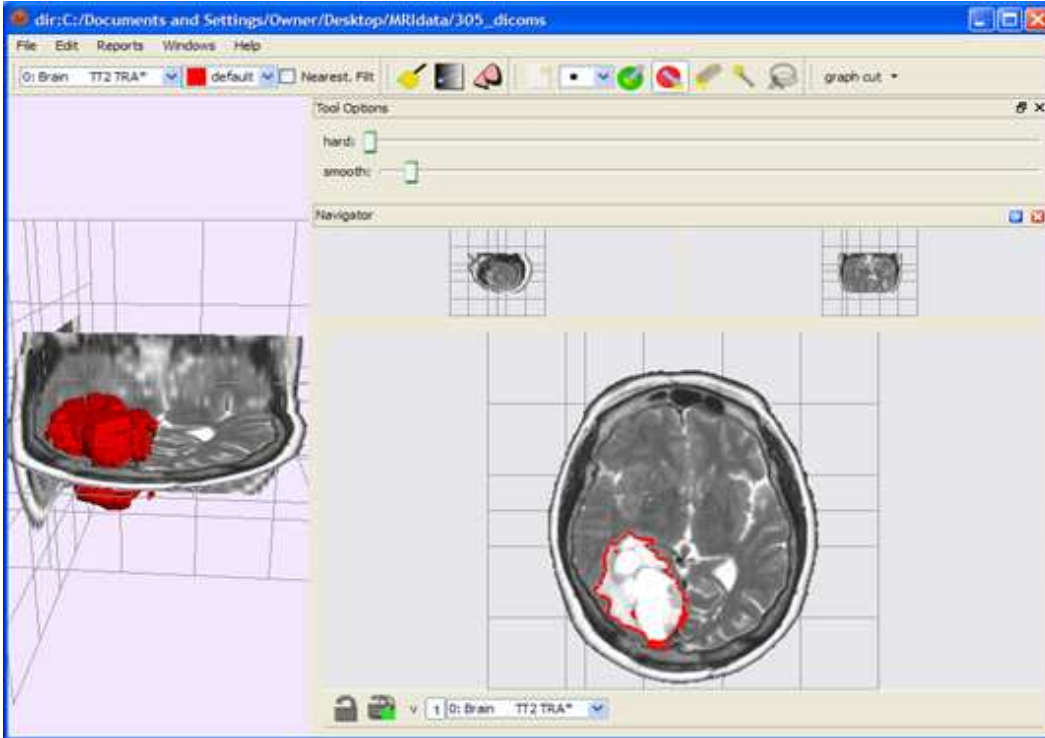 dir:C:/Documents and Settings/Owner/Desktop/MRIdata/305_dicoms
File Edit Reports Windows Help
0: Brain TT2 TRA* default Nearest. Filt graph cut
Tool Options
hard:
smooth:
Navigator
v t 0: Brain TT2 TRA*